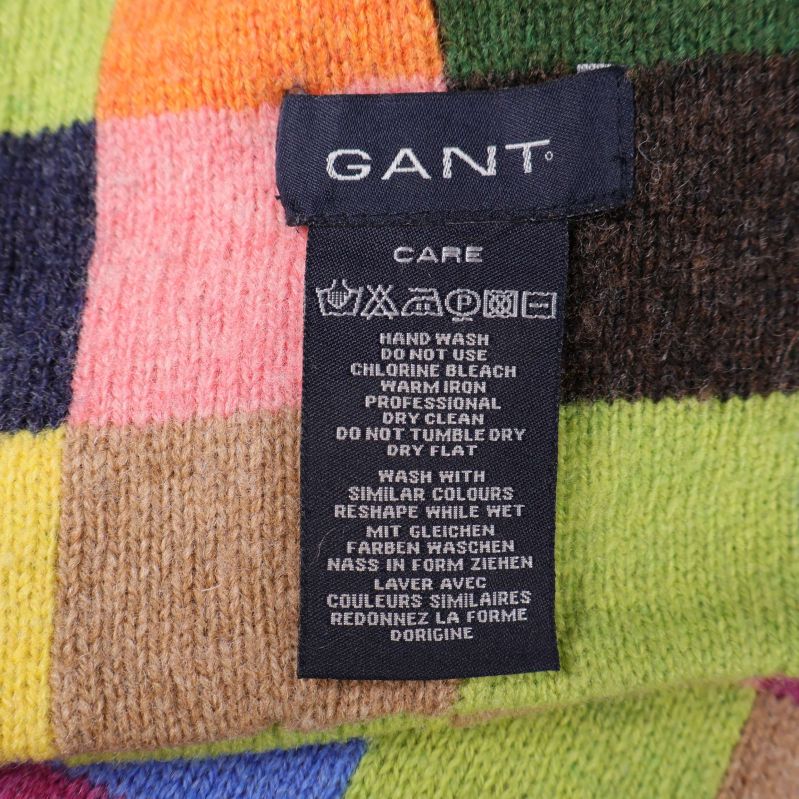 GANT
CARE
P
HAND WASH
DO NOT USE
CHLORINE BLEACH
WARM IRON
PROFESSIONAL
DRY CLEAN
DO NOT TUMBLE DRY
DRY FLAT
WASH WITH
SIMILAR COLOURS
RESHAPE WHILE WET
MIT GLEICHEN
FARBEN WASCHEN
NASS IN FORM ZIEHEN
LAVER AVEC
COULEURS SIMILAIRES
REDONNEZ LA FORME
DORIGINE